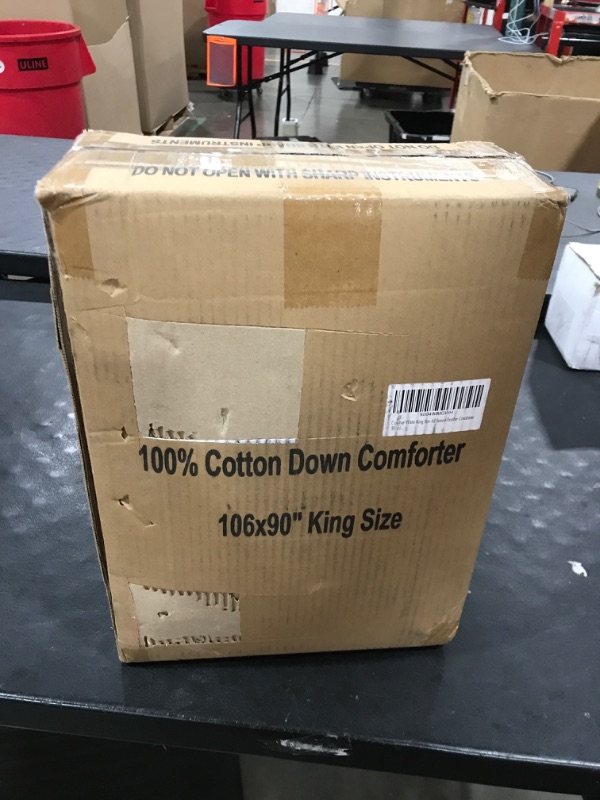 ULINE
DO NOT OPEN WITH SHARP INSTRUMENTS
100% Cotton Down Comforter
106x90" King Size